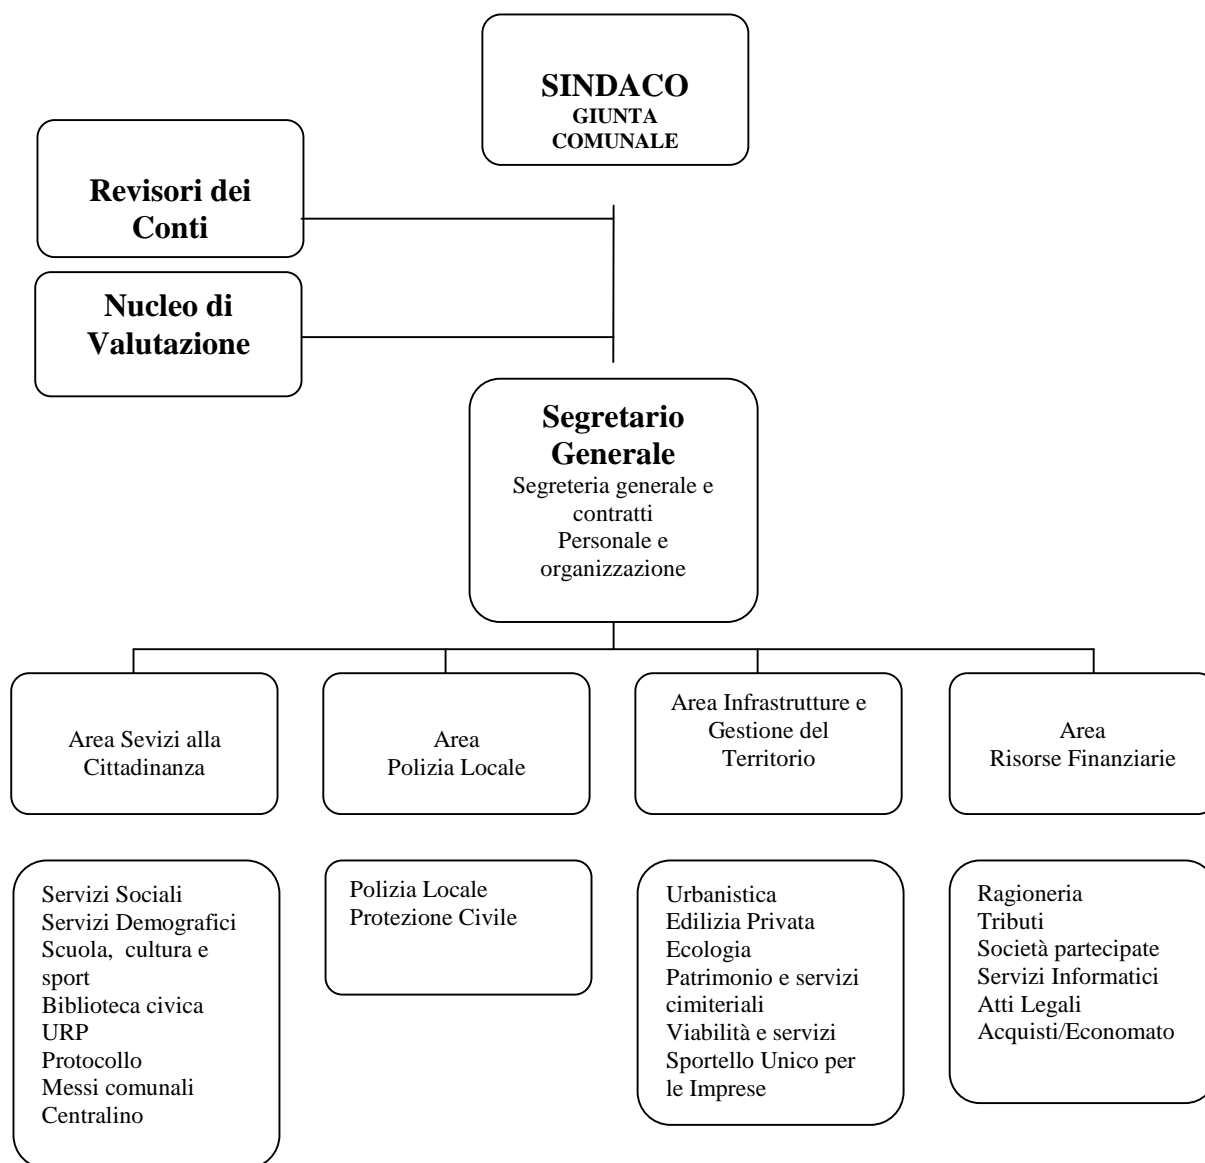 SINDACO
GIUNTA
COMUNALE
Revisori dei
Conti
Nucleo di
Valutazione
Segretario
Generale
Segreteria generale e
contratti
Personale e
organizzazione
Area Sevizi alla
Cittadinanza
Area
Polizia Locale
Area Infrastrutture e
Gestione del
Territorio
Area
Risorse Finanziarie
Servizi Sociali
Servizi Demografici
Scuola, cultura e
sport
Biblioteca civica
URP
Protocollo
Messi comunali
Centralino
Polizia Locale
Protezione Civile
Urbanistica
Edilizia Privata
Ecologia
Patrimonio e servizi
cimiteriali
Viabilità e servizi
Sportello Unico per
le Imprese
Ragioneria
Tributi
Società partecipate
Servizi Informatici
Atti Legali
Acquisti/Economato